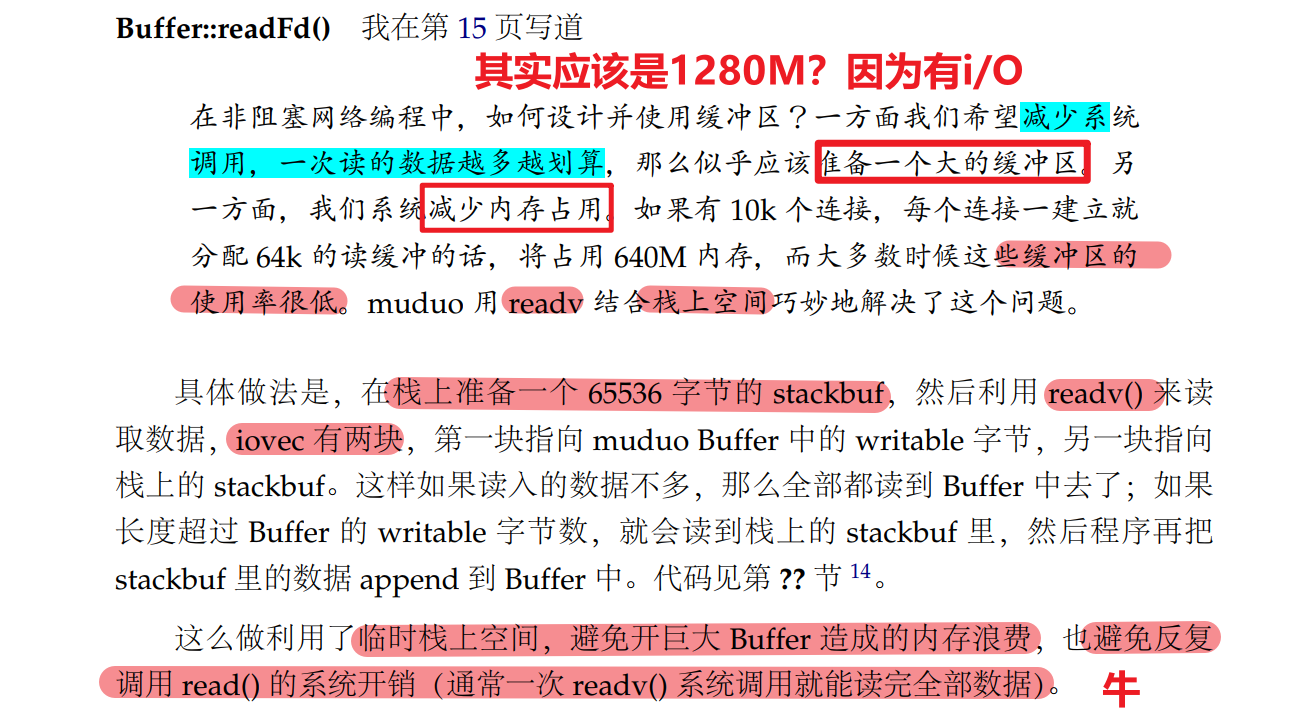 Buffer::readFd() 我在第 15 页写道
其实应该是1280M？因为有i/O
在非阻塞网络编程中，如何设计并使用缓冲区？一方面我们希望减少系统
调用，一次读的数据越多越划算，那么似乎应该准备一个大的缓冲区。另
一方面，我们系统减少内存占用。如果有 10k 个连接，每个连接一建立就
分配 64k 的读缓冲的话，将占用 640M 内存，而大多数时候这些缓冲区的
使用率很低。muduo 用 readv 结合栈上空间巧妙地解决了这个问题。
具体做法是，在栈上准备一个 65536 字节的 stackbuf，然后利用 readv() 来读
取数据，iovec 有两块，第一块指向 muduo Buffer 中的 writable 字节，另一块指向
栈上的 stackbuf。这样如果读入的数据不多，那么全部都读到 Buffer 中去了；如果
长度超过 Buffer 的 writable 字节数，就会读到栈上的 stackbuf 里，然后程序再把
stackbuf 里的数据 append 到 Buffer 中。代码见第 ?? 节 14。
这么做利用了临时栈上空间，避免开巨大 Buffer 造成的内存浪费，也避免反复
调用 read() 的系统开销（通常一次 readv() 系统调用就能读完全部数据）。 牛